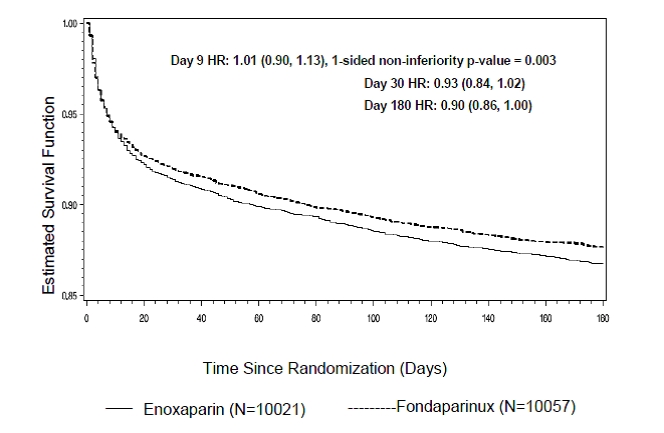 1.00
Day 9 HR: 1.01 (0.90, 1.13), 1-sided non-inferiority p-value = 0.003
Day 30 HR: 0.93 (0.84, 1.02)
Day 180 HR: 0.90 (0.86, 1.00)
0.95
Estimated Survival Function
0.90
0.85
0 20 40 60 80 100 120 140 160 180
Time Since Randomization (Days)
Enoxaparin (N=10021) Fondaparinux (N=10057)